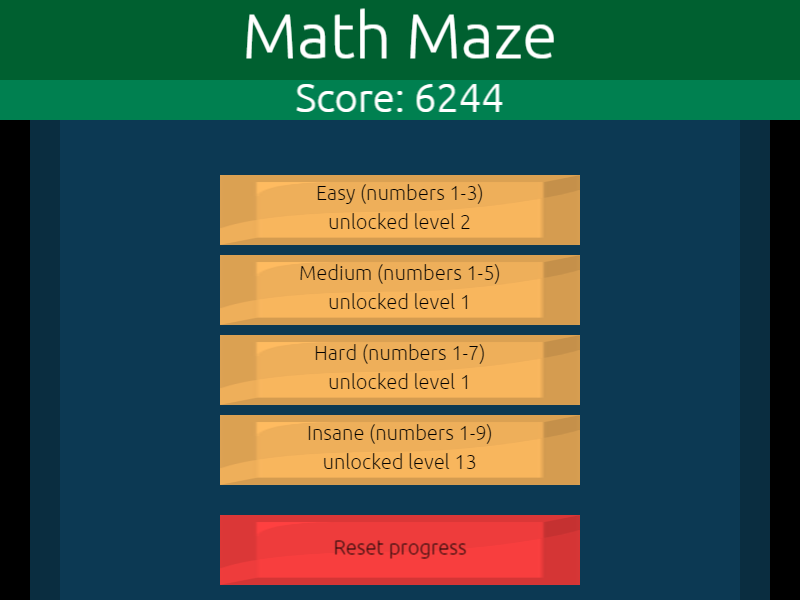 Math Maze
Score: 6244
Easy (numbers 1-3)
unlocked level 2
Medium (numbers 1-5)
unlocked level 1
Hard (numbers 1-7)
unlocked level 1
Insane (numbers 1-9)
unlocked level 13
Reset progress